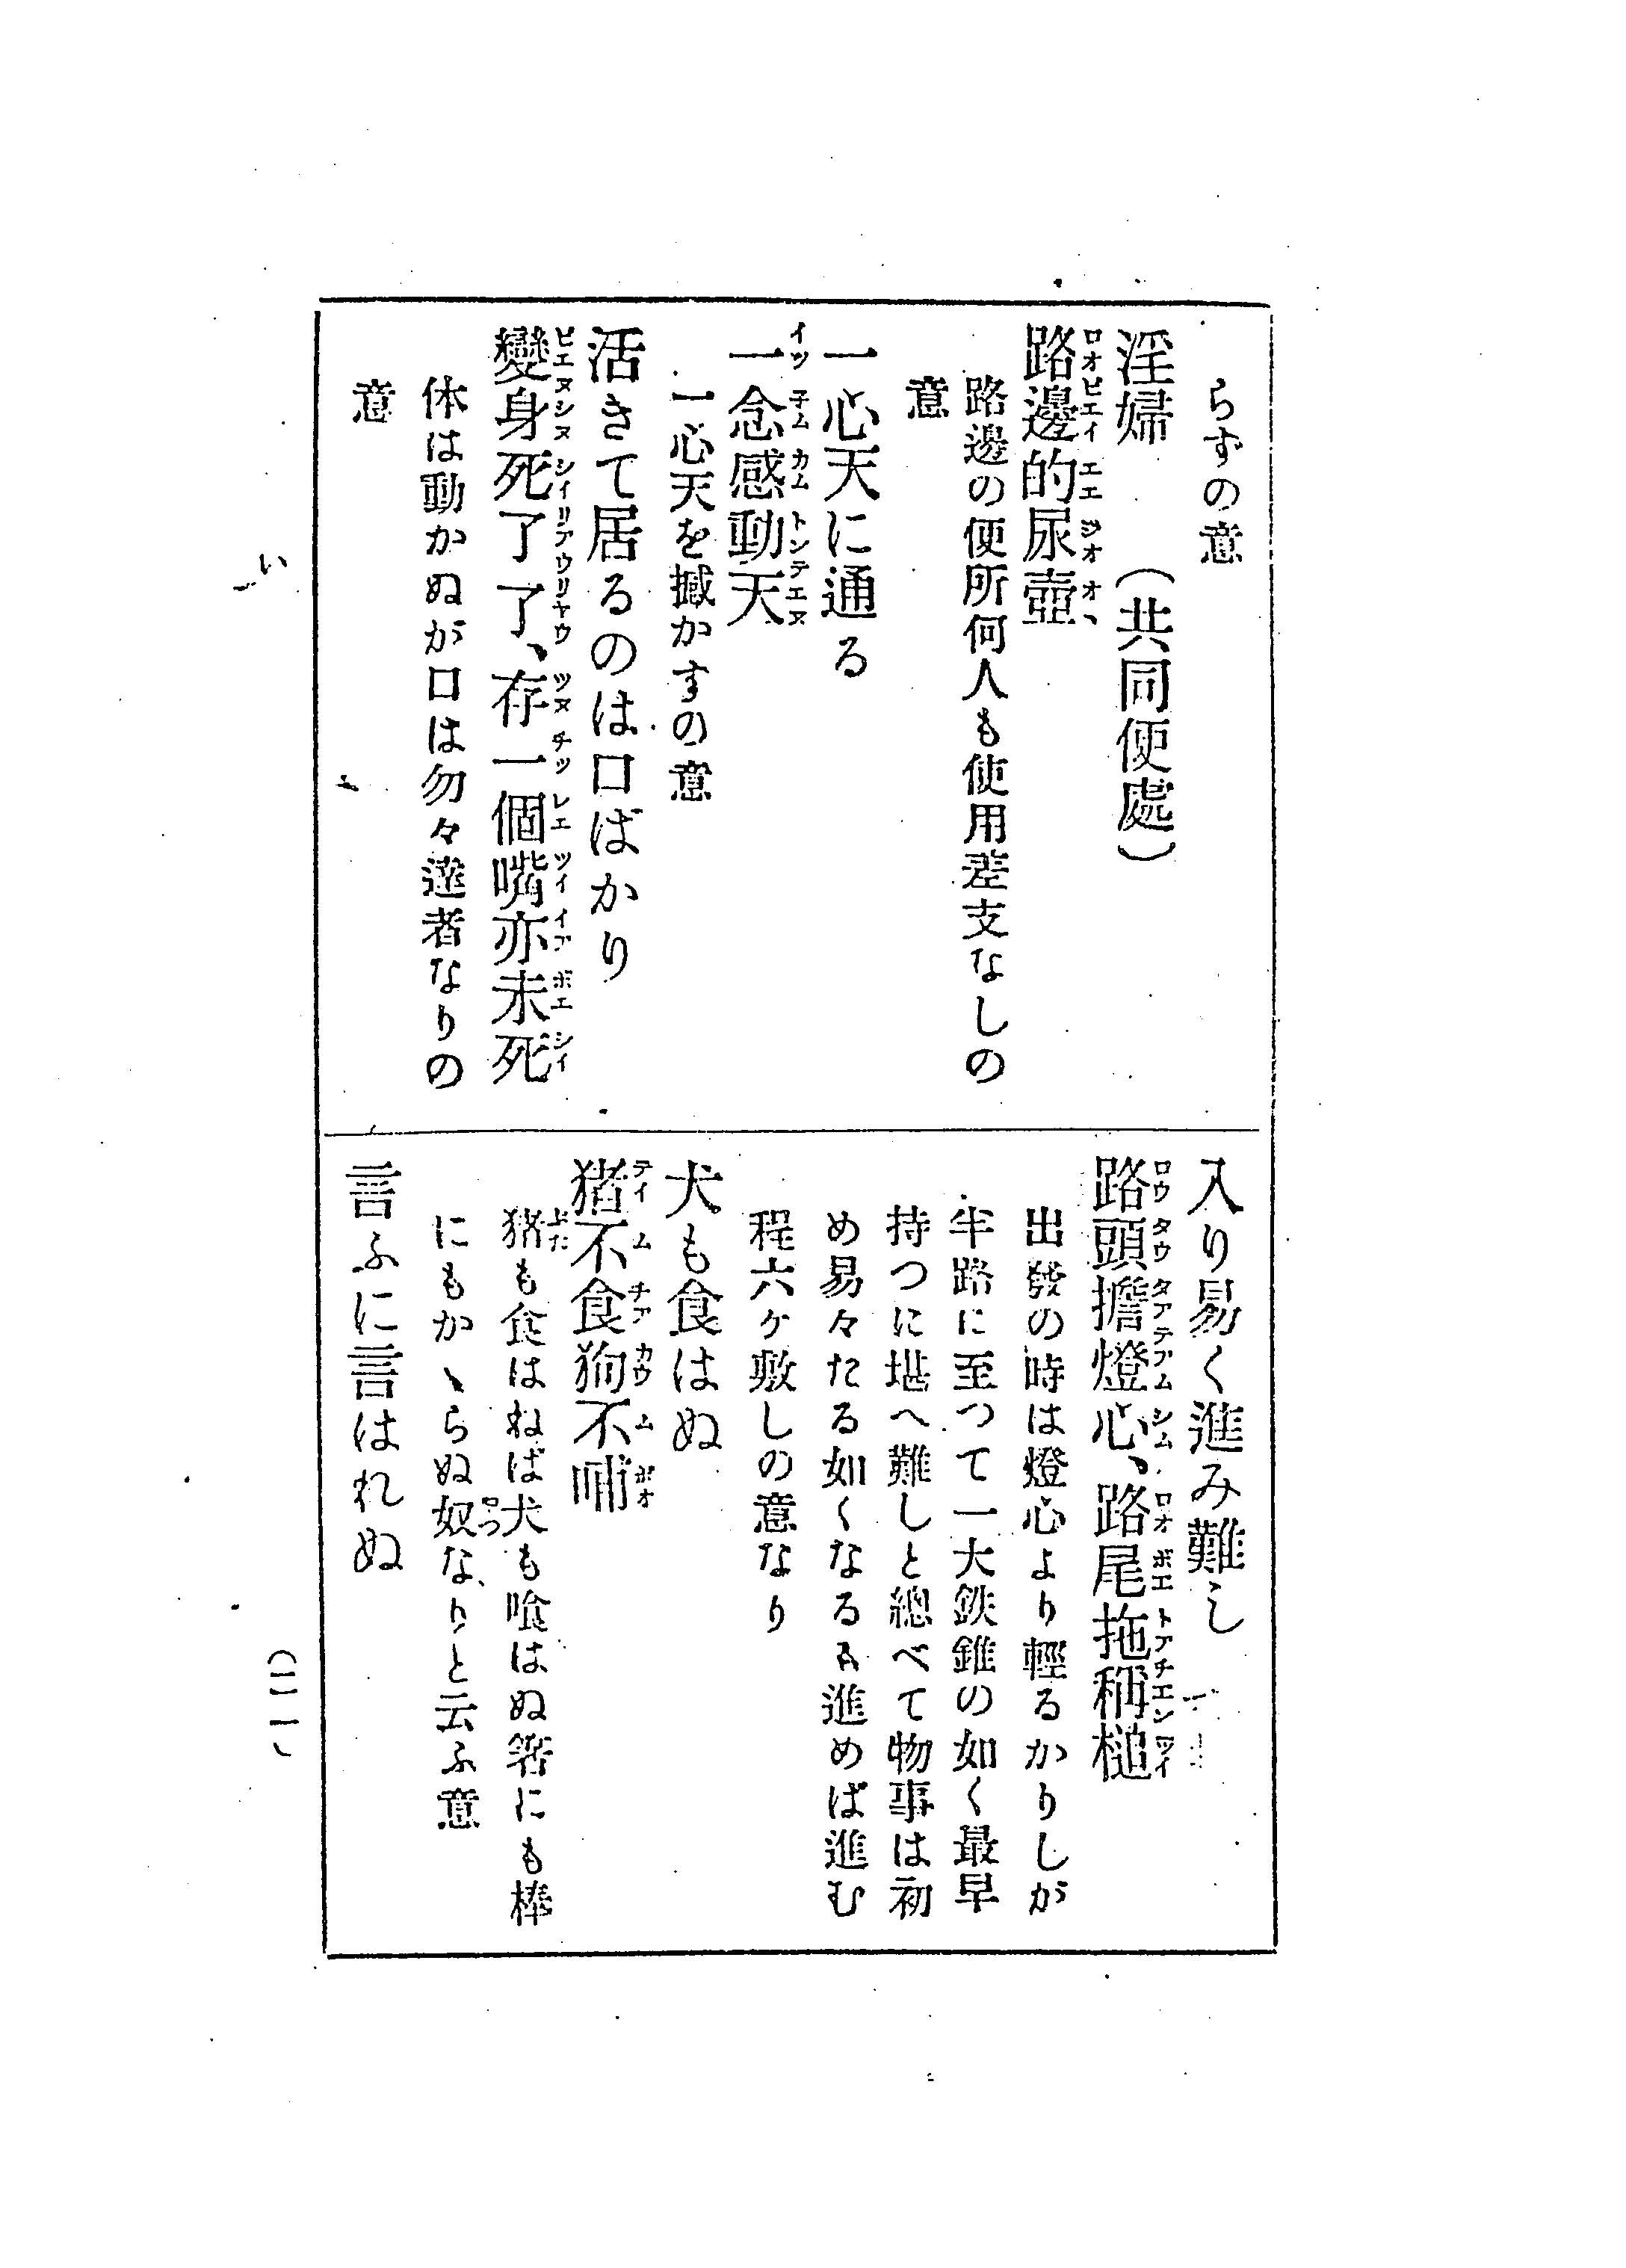 らずの意
淫婦　（共同便處）
路邊的尿壺
路邊の便所何人も使用差支なしの
意
一心天に通る
一念感動天
一心天を撼かすの意
活きて居るのは口ばかり
變身死了了、存一個嘴亦未死
体は動かぬが口は勿々達者なりの
意
入り易く進み難し
路頭擔燈心、路尾拖稱槌
出發の時は燈心より輕るかりしが
半路に至つて一大鉄錐の如く最早
持つに堪へ難しと總べて物事は初
め易々たる如くなるも進めば進む
程六ヶ敷しの意なり
犬も食はぬ
猪不食狗不哺
猪も食はねば犬も喰はぬ箸にも棒
にもかゝらぬ奴なりと云ふ意
言ふに言はれぬ
（二一）